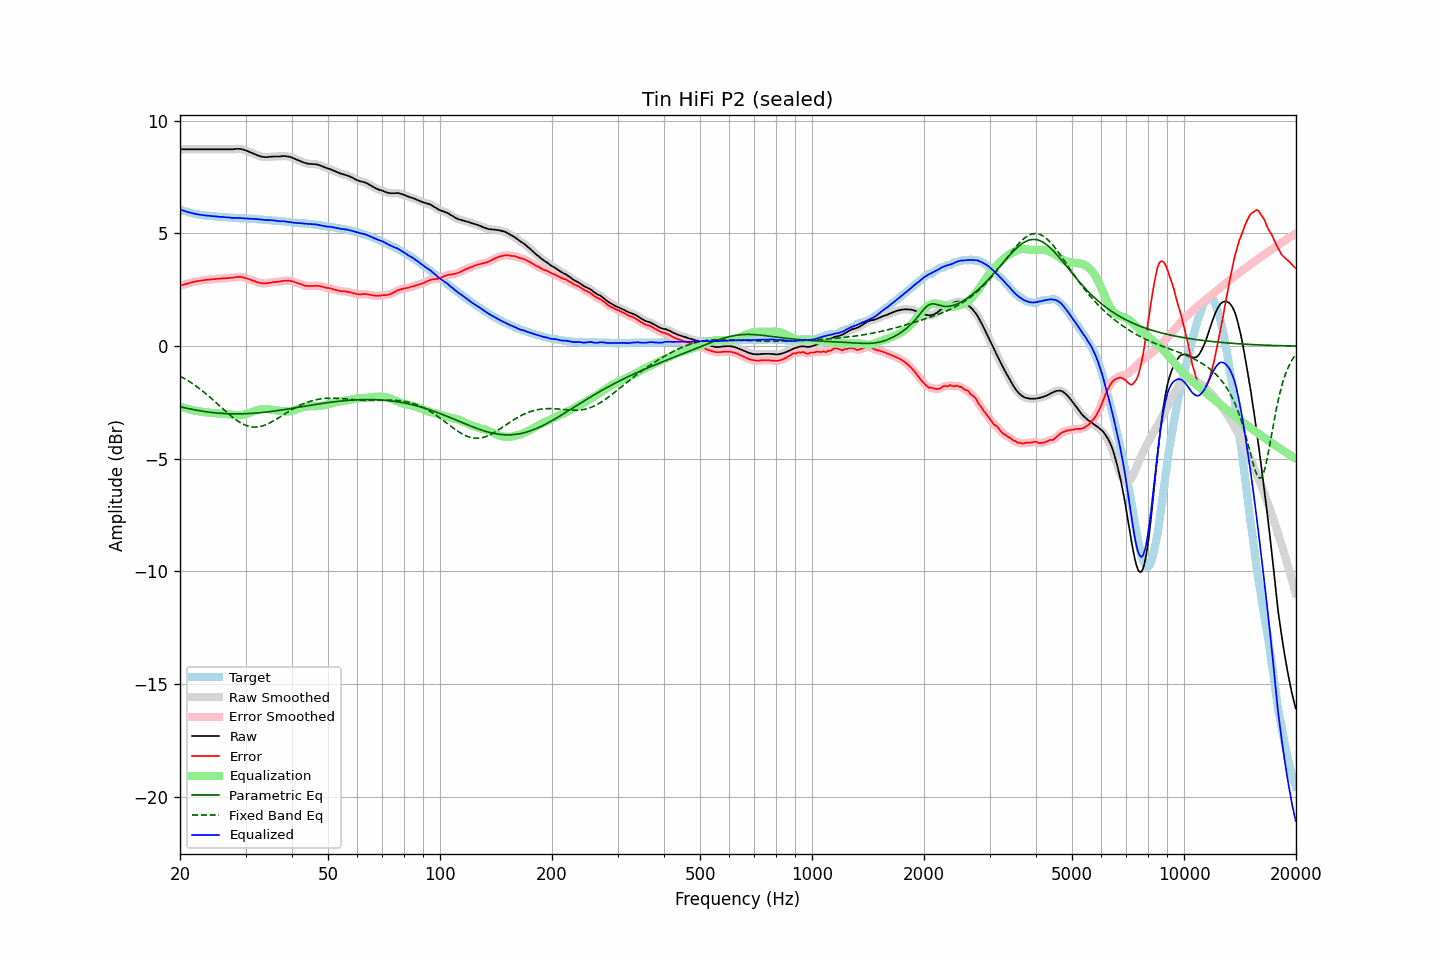 Tin HiFi P2 (sealed)
10
5
0
−5
−10
−15
−20
Amplitude (dBr)
Target
Raw Smoothed
Error Smoothed
Raw
Error
Equalization
Parametric Eq
Fixed Band Eq
Equalized
20 50 100 200 500 1000 2000 5000 10000 20000
Frequency (Hz)